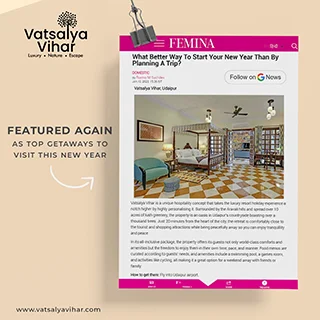 Vatsalya
Vihar
Luxury • Nature • Escape
FEMINA
What Better Way To Start Your New Year Than By
Planning A Trip?
DOMESTIC
Follow on Google News
Vatsalya Vihar, Udaipur
FEATURED AGAIN
AS TOP GETAWAYS TO
VISIT THIS NEW YEAR
Vatsalya Vihar is a unique hospitality concept that takes the luxury resort holiday experience a
notch higher by highly personalising it. Surrounded by the Aravali hills and spread over 13
acres of lush greenery, the property is located in Udaipur's countryside boasting over a
thousand trees. Just 20 minutes from the heart of the city, the retreat is comfortably close to
the tourist and shopping attractions while being peacefully away so you can enjoy tranquillity
and peace.
In its all-inclusive package, the property offers its guests not only world-class comforts and
amenities but the freedom to enjoy them in their own time, pace, and manner. Food menus are
curated according to guests' needs, and amenities include a swimming pool, a games room,
and activities like cycling, all making it a great option for a weekend away with friends or
family.
How to get there: Fly into Udaipur airport.
www.vatsalyavihar.com